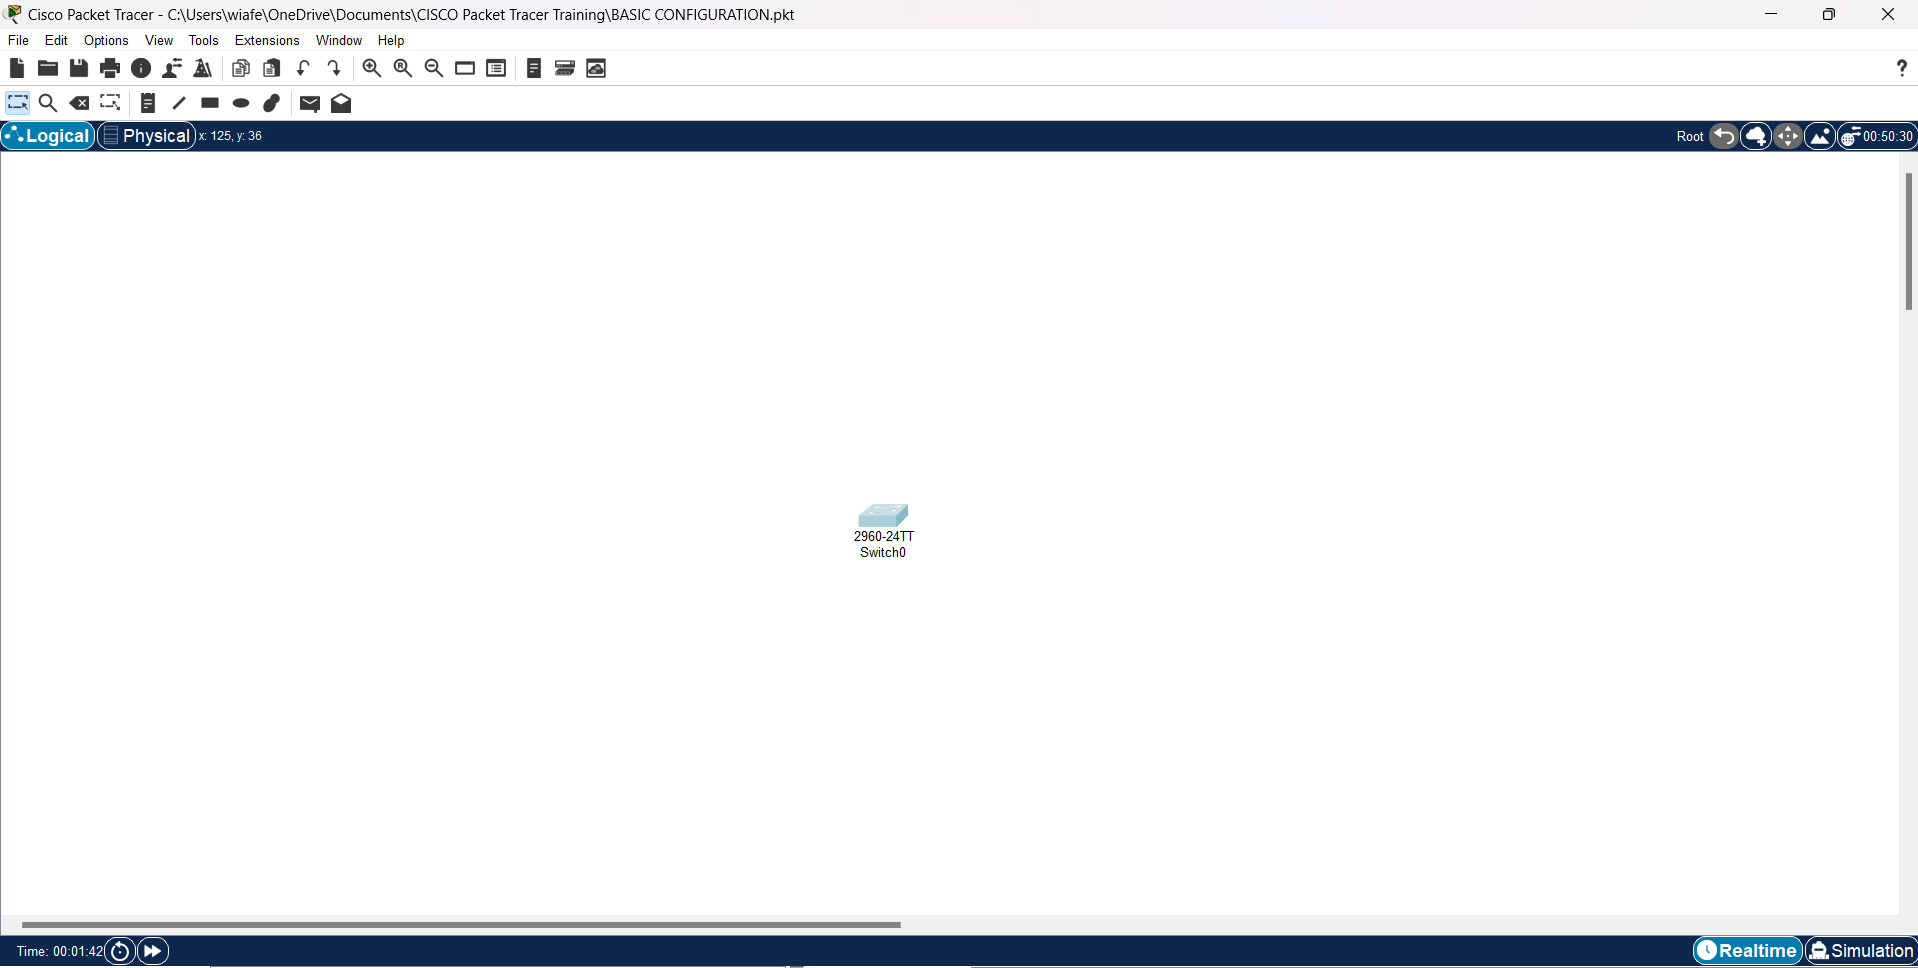 Cisco Packet Tracer - C:\Users\wiafe\OneDrive\Documents\CISCO Packet Tracer Training\BASIC CONFIGURATION.pkt
File Edit Options View Tools Extensions Window Help
Logical Physical x: 125, y: 36 Root 00:50:30
2960-24TT
Switch0
Time: 00:01:42 Realtime Simulation